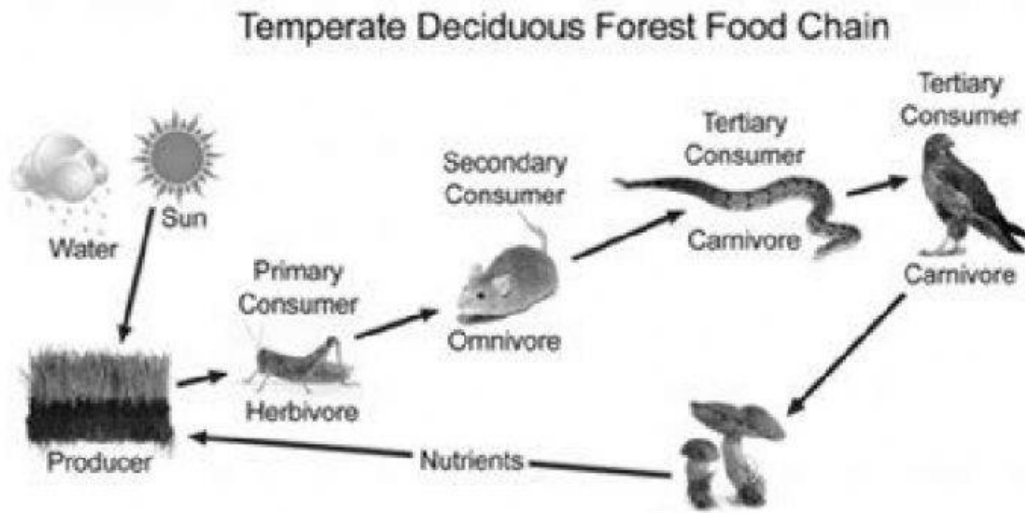 Temperate Deciduous Forest Food Chain
Water
Sun
Producer
Primary
Consumer
Herbivore
Secondary
Consumer
Omnivore
Tertiary
Consumer
Carnivore
Tertiary
Consumer
Carnivore
Nutrients